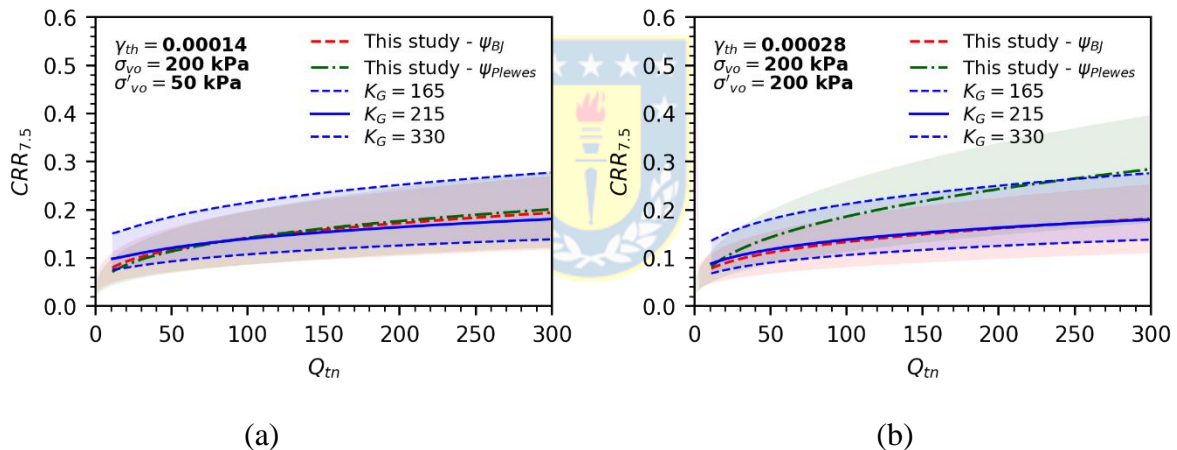 CRR7.5
0.6
0.5
0.4
0.3
0.2
0.1
0.0
γth = 0.00014
σvo = 200 kPa
σ'vo = 50 kPa
This study - ψBJ
This study - ψPlewes
KG = 165
KG = 215
KG = 330
0 50 100 150 200 250 300
Qtn
(a)
CRR7.5
0.6
0.5
0.4
0.3
0.2
0.1
0.0
γth = 0.00028
σvo = 200 kPa
σ'vo = 200 kPa
This study - ψBJ
This study - ψPlewes
KG = 165
KG = 215
KG = 330
0 50 100 150 200 250 300
Qtn
(b)